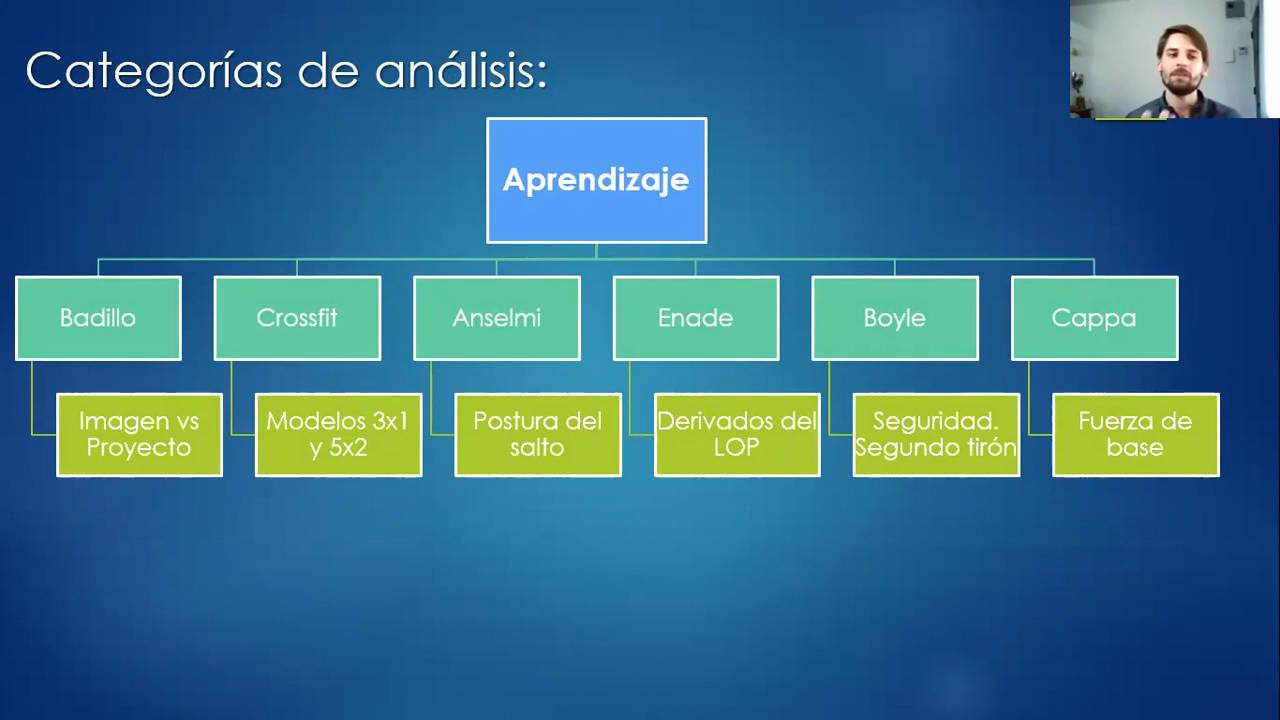 Categorías de análisis:
Aprendizaje
Badillo
Crossfit
Anselmi
Enade
Boyle
Cappa
Imagen vs
Proyecto
Modelos 3x1
y 5x2
Postura del
salto
Derivados del
LOP
Seguridad.
Segundo tirón
Fuerza de
base